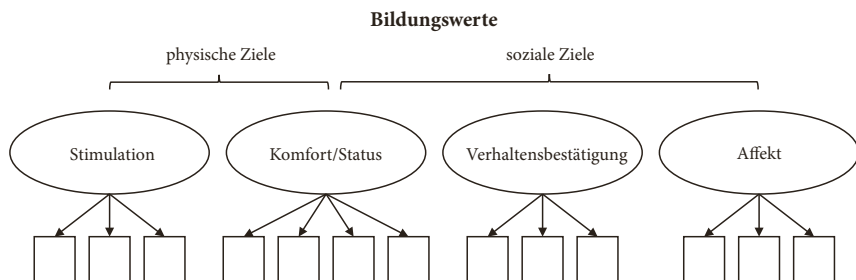 Bildungswerte
physische Ziele
soziale Ziele
Stimulation
Komfort/Status
Verhaltensbestätigung
Affekt